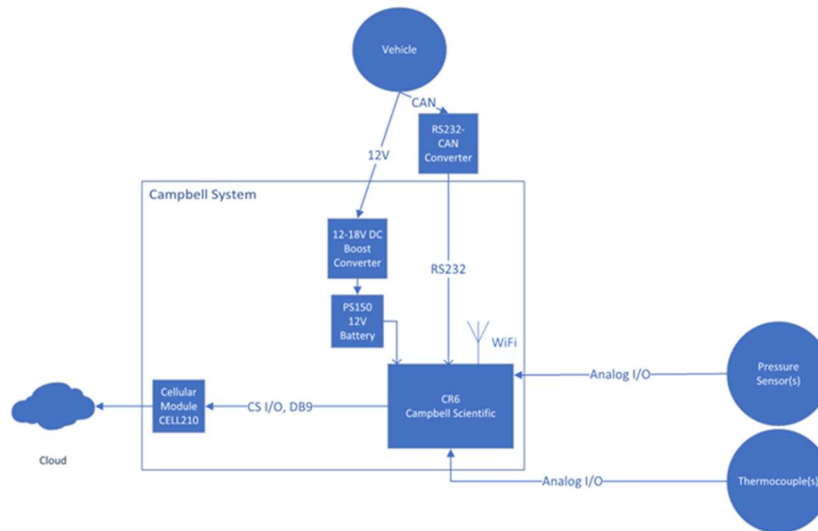 Vehicle
CAN
RS232-
CAN
Converter
12V
Campbell System
12-18V DC
Boost
Converter
RS232
PS150
12V
Battery
WiFi
Pressure
Sensor(s)
Analog I/O
CR6
Campbell Scientific
Cellular
Module
CELL210
CS I/O, DB9
Cloud
Analog I/O
Thermocouple(s)